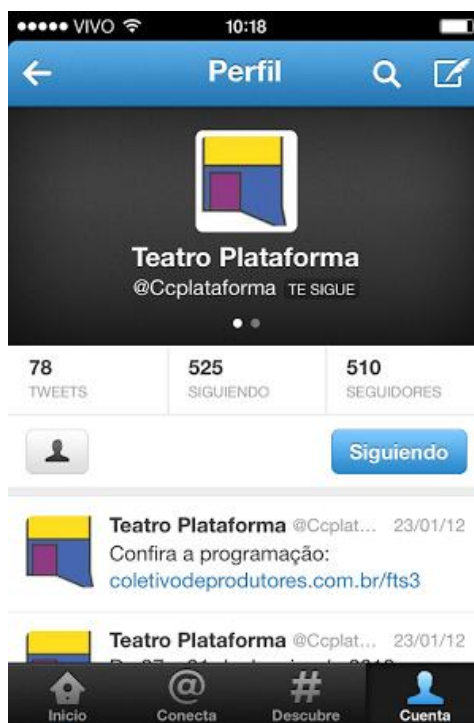 VIVO 10:18
Perfil
Teatro Plataforma
@Ccplataforma TE SIGUE
78 525 510
TWEETS SIGUIENDO SEGUIDORES
Siguiendo
Teatro Plataforma @Ccplat... 23/01/12
Confira a programação:
coletivodeprodutores.com.br/fts3
Teatro Plataforma @Ccplat... 23/01/12
Inicio Conecta Descubre Cuenta